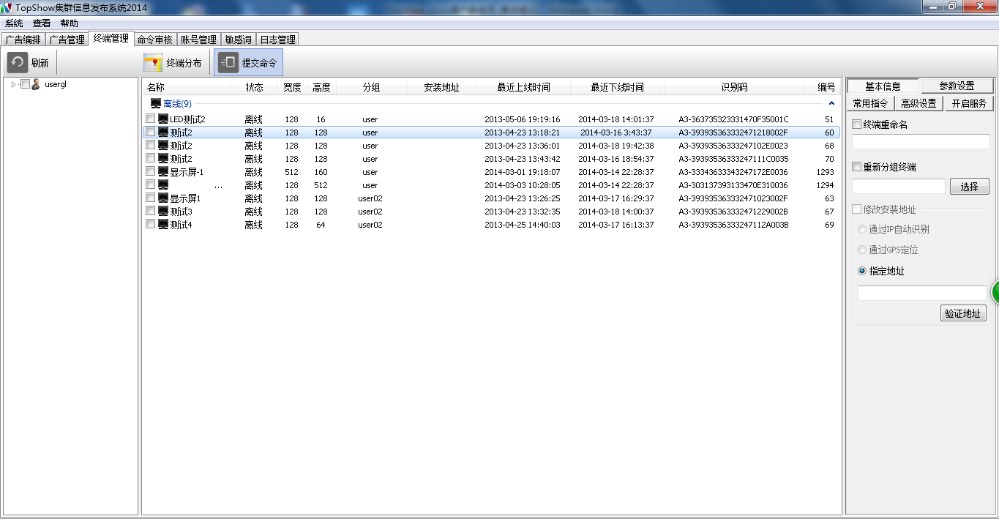 TopShow集群信息发布系统2014
系统 查看 帮助
广告编排 广告管理 终端管理 命令审核 账号管理 敏感词 日志管理
刷新 终端分布 提交命令
usergl
名称 状态 宽度 高度 分组 安装地址 最近上线时间 最近下线时间 识别码 编号
离线(9)
LED测试2 离线 128 16 user 2013-05-06 19:19:16 2014-03-18 14:01:37 A3-363735323331470F35001C 51
测试2 离线 128 128 user 2013-04-23 13:18:21 2014-03-16 3:43:37 A3-393935363332471218002F 60
测试2 离线 128 128 user 2013-04-23 13:36:01 2014-03-18 19:42:38 A3-39393536333247102E0023 68
测试2 离线 128 128 user 2013-04-23 13:43:42 2014-03-16 18:54:37 A3-39393536333247111C0035 70
显示屏-1 离线 512 160 user 2014-03-01 19:18:07 2014-03-14 22:28:37 A3-33343633343247172E0036 1293
... 离线 128 512 user 2014-03-03 10:28:05 2014-03-14 22:28:37 A3-303137393133470E310036 1294
显示屏1 离线 128 128 user02 2013-04-23 13:26:25 2014-03-17 16:29:37 A3-393935363332471023002F 63
测试3 离线 128 128 user02 2013-04-23 13:32:35 2014-03-18 14:00:37 A3-393935363332471229002B 67
测试4 离线 128 64 user02 2013-04-25 14:40:03 2014-03-17 16:13:37 A3-39393536333247112A003B 69
基本信息 参数设置
常用指令 高级设置 开启服务
终端重命名
重新分组终端
选择
修改安装地址
通过IP自动识别
通过GPS定位
指定地址
验证地址